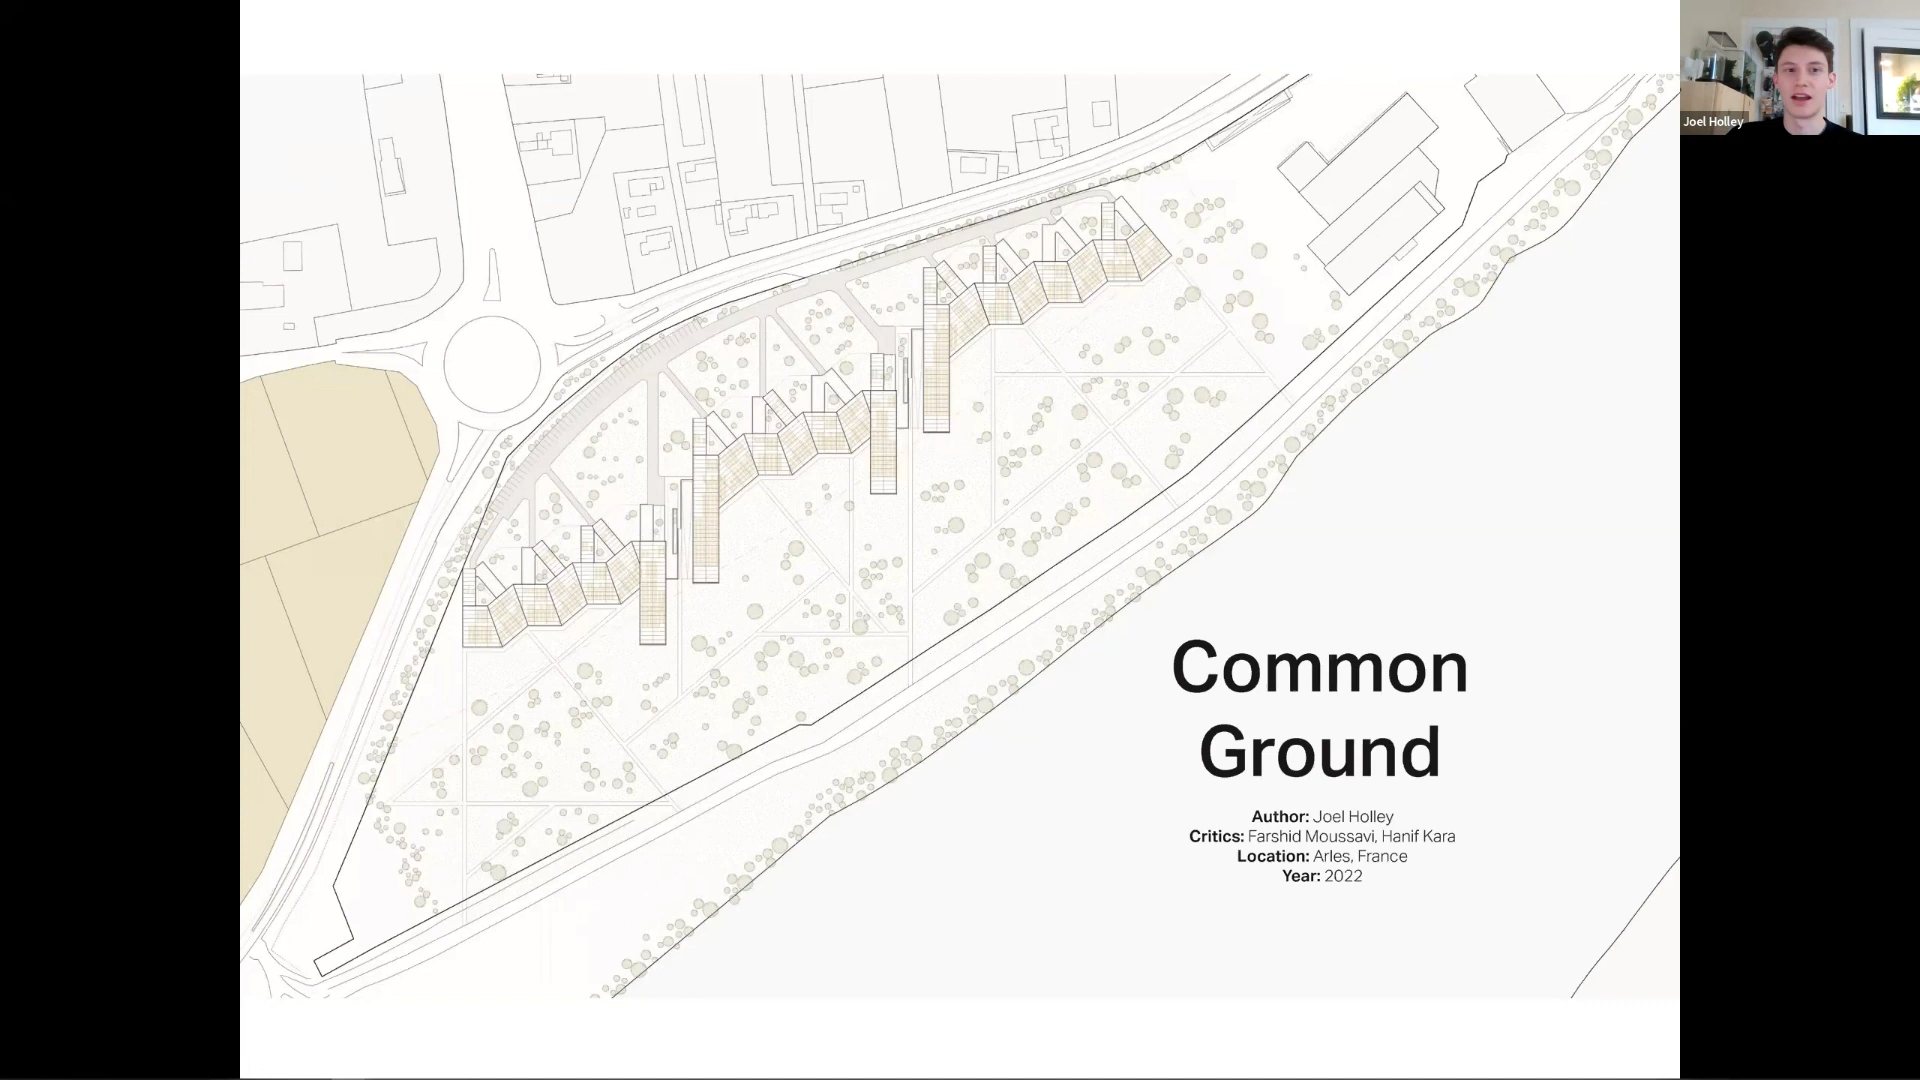 Joel Holley
Common
Ground
Author: Joel Holley
Critics: Farshid Moussavi, Hanif Kara
Location: Arles, France
Year: 2022